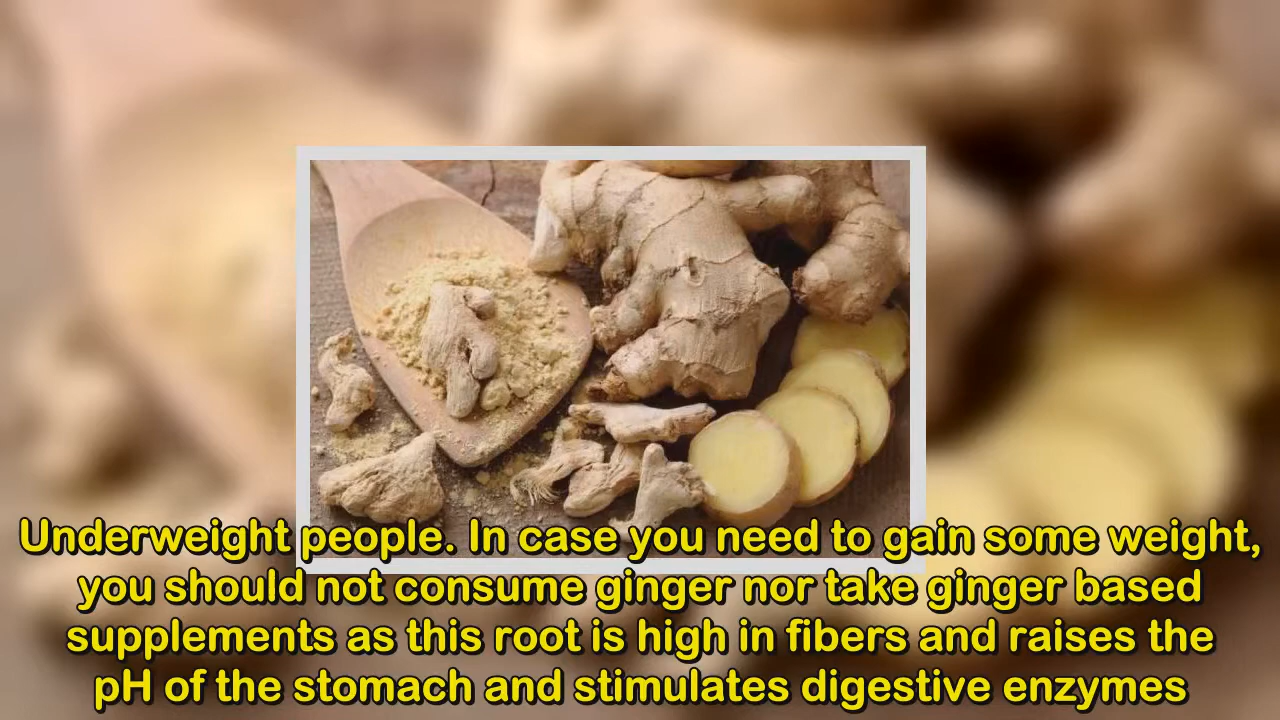 Underweight people. In case you need to gain some weight,
you should not consume ginger nor take ginger based
supplements as this root is high in fibers and raises the
pH of the stomach and stimulates digestive enzymes